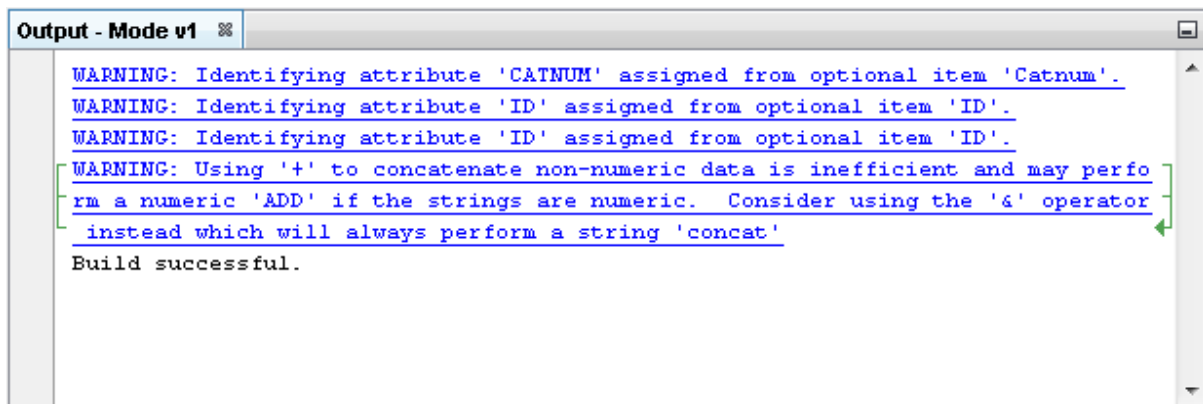 Output - Mode v1
WARNING: Identifying attribute 'CATNUM' assigned from optional item 'Catnum'.
WARNING: Identifying attribute 'ID' assigned from optional item 'ID'.
WARNING: Identifying attribute 'ID' assigned from optional item 'ID'.
WARNING: Using '+' to concatenate non-numeric data is inefficient and may perfo
rm a numeric 'ADD' if the strings are numeric.  Consider using the '&' operator
 instead which will always perform a string 'concat'
Build successful.